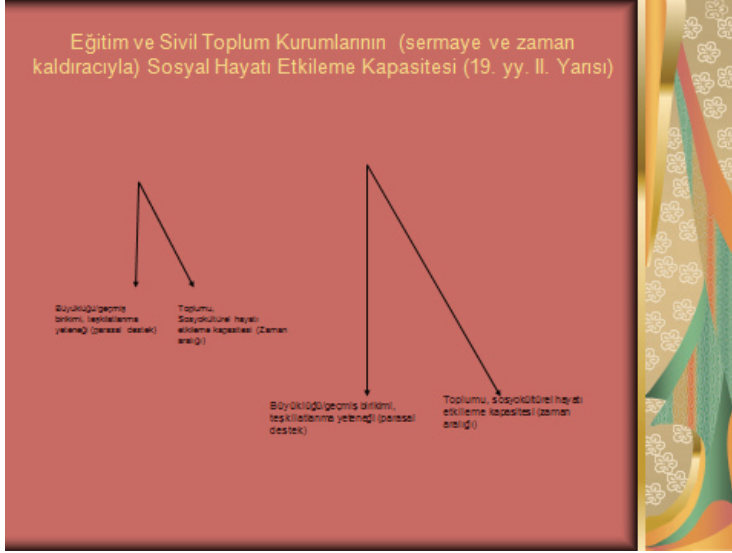 Eğitim ve Sivil Toplum Kurumlarının (sermaye ve zaman
kaldıracıyla) Sosyal Hayatı Etkileme Kapasitesi (19. yy. II. Yarısı)
Büyüklüğü/geçmiş
birikimi, teşkilatlanma
yeteneği (parasal destek)
Toplumu,
Sosyokültürel hayatı
etkileme kapasitesi (Zaman
aralığı)
Büyüklüğü/geçmiş birikimi,
teşkilatlanma yeteneği (parasal
destek)
Toplumu, sosyokütürel hayatı
etkileme kapasitesi (zaman
aralığı)